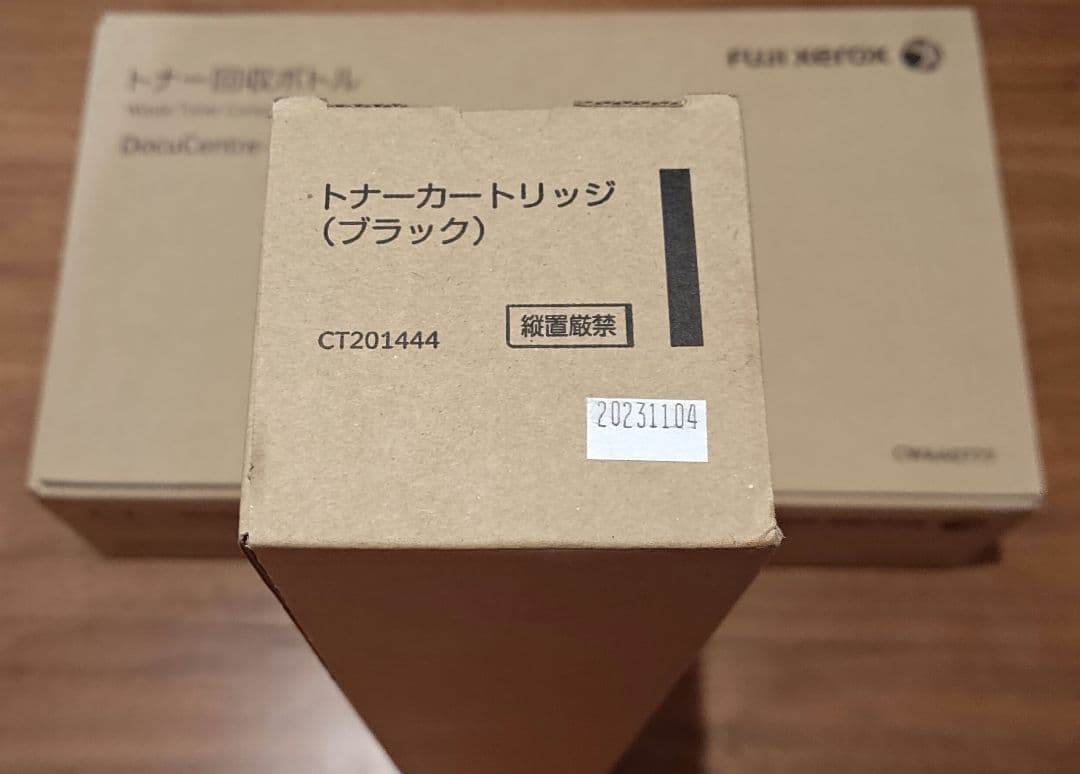 トナー回収ボトル
FUJI XEROX
DocuCentre
トナーカートリッジ
（ブラック）
CT201444
縦置厳禁
20231104